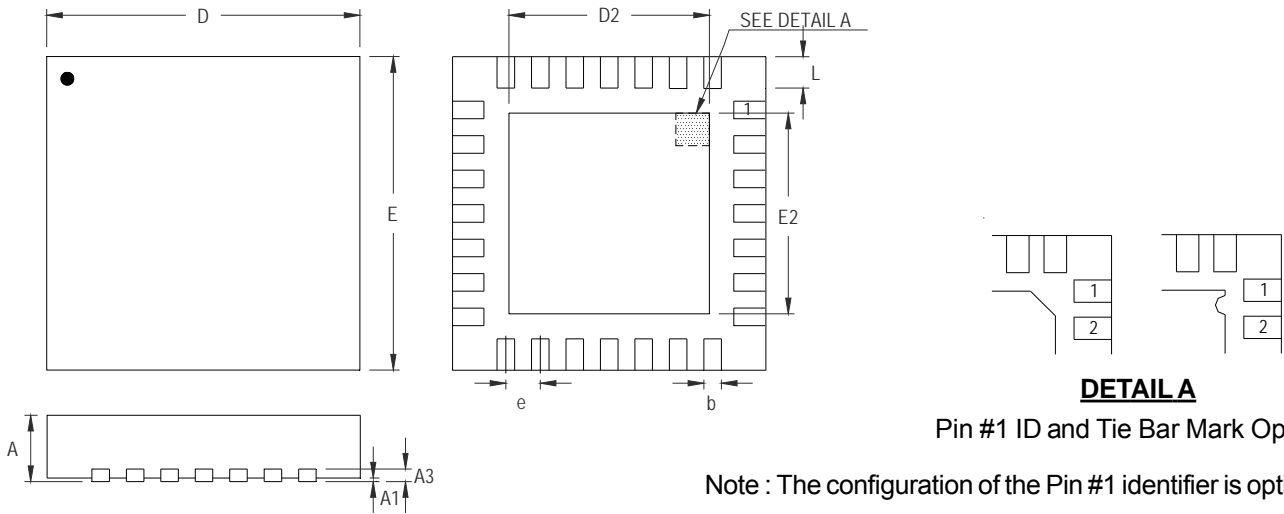 D
D2
SEE DETAIL A
L
1
E
E2
e
b
A
A3
A1
1
2
1
2
DETAIL A
Pin #1 ID and Tie Bar Mark Op
Note : The configuration of the Pin #1 identifier is opt